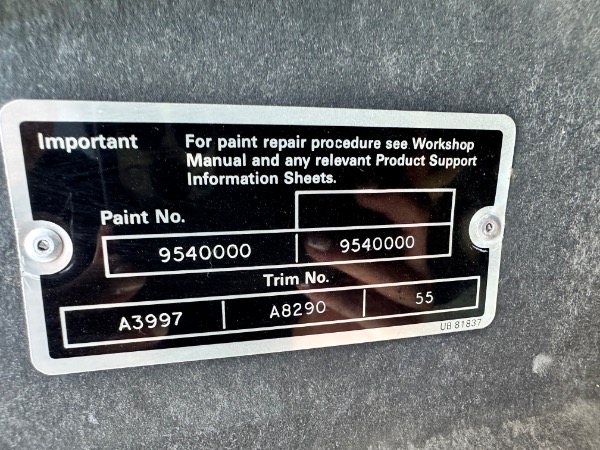 Important
For paint repair procedure see Workshop
Manual and any relevant Product Support
Information Sheets.
Paint No.
9540000 9540000
Trim No.
A3997 A8290 55
UB 81837